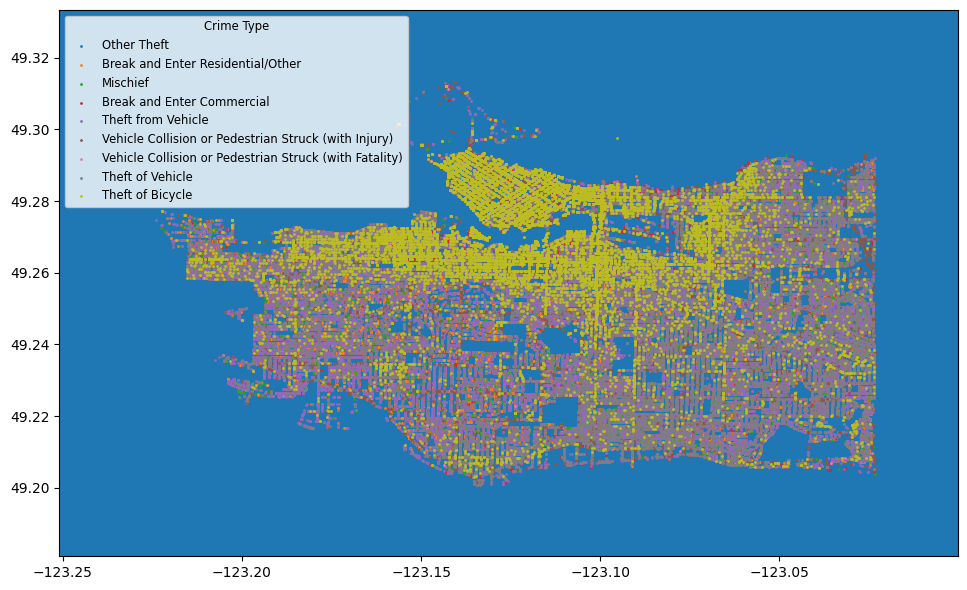 Crime Type
Other Theft
Break and Enter Residential/Other
Mischief
Break and Enter Commercial
Theft from Vehicle
Vehicle Collision or Pedestrian Struck (with Injury)
Vehicle Collision or Pedestrian Struck (with Fatality)
Theft of Vehicle
Theft of Bicycle
49.32
49.30
49.28
49.26
49.24
49.22
49.20
−123.25 −123.20 −123.15 −123.10 −123.05